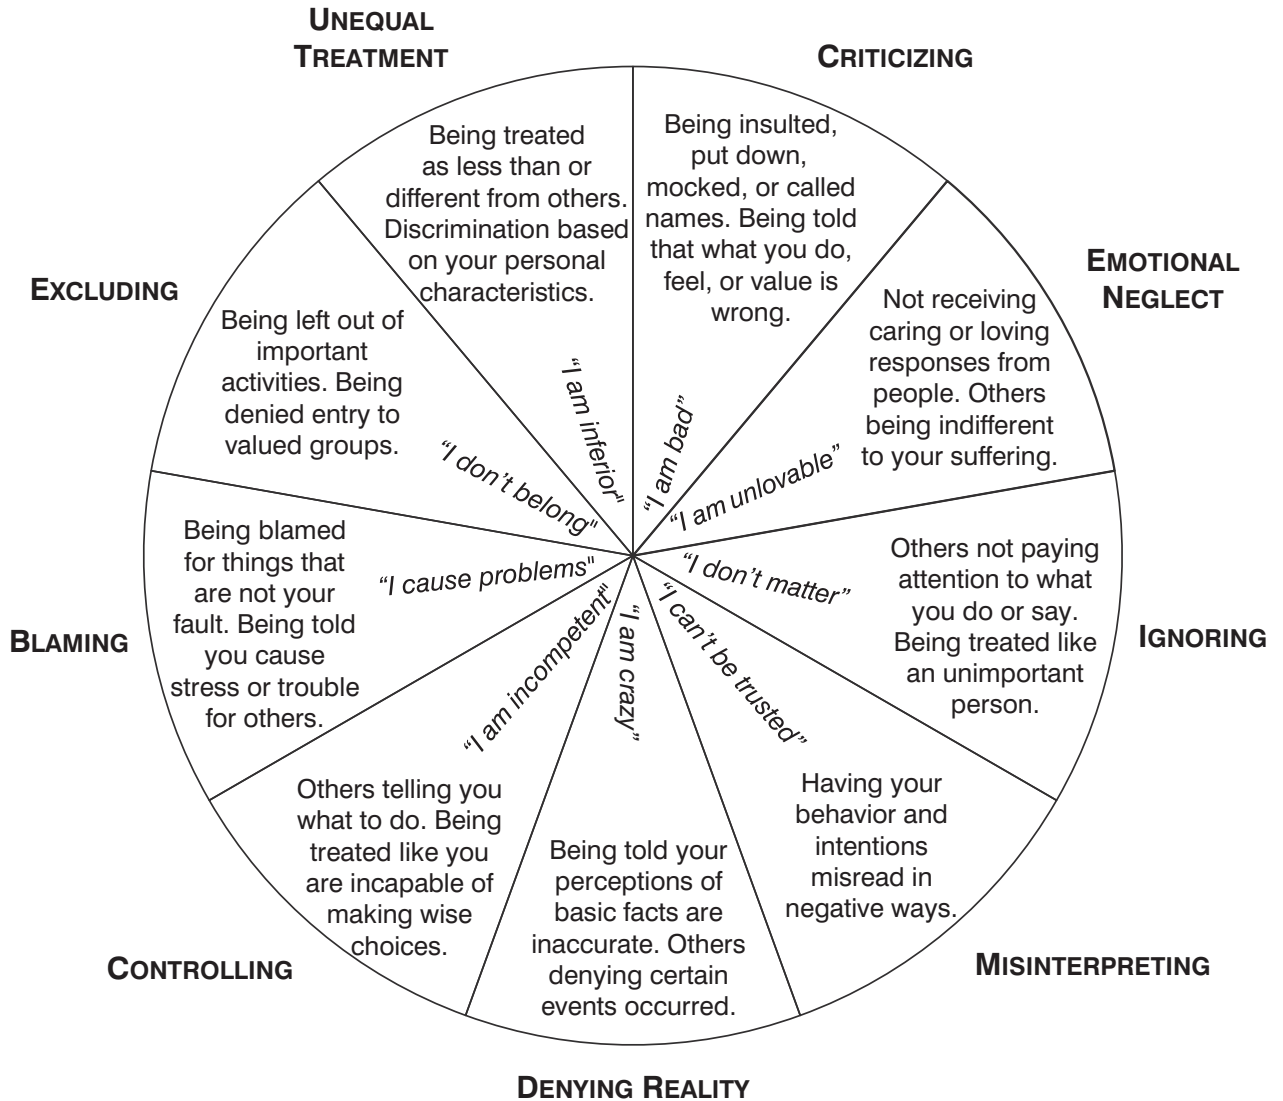 UNEQUAL
TREATMENT
Being treated
as less than or
different from others.
Discrimination based
on your personal
characteristics.
“I am inferior"
CRITICIZING
Being insulted,
put down,
mocked, or called
names. Being told
that what you do,
feel, or value is
wrong.
“I am bad”
EMOTIONAL
NEGLECT
Not receiving
caring or loving
responses from
people. Others
being indifferent
to your suffering.
“I am unlovable”
IGNORING
Others not paying
attention to what
you do or say.
Being treated like
an unimportant
person.
“I don’t matter”
MISINTERPRETING
Having your
behavior and
intentions
misread in
negative ways.
“I can’t be trusted”
DENYING REALITY
Being told your
perceptions of
basic facts are
inaccurate. Others
denying certain
events occurred.
“I am crazy”
CONTROLLING
Others telling you
what to do. Being
treated like you
are incapable of
making wise
choices.
“I am incompetent"
BLAMING
Being blamed
for things that
are not your
fault. Being told
you cause
stress or trouble
for others.
“I cause problems"
EXCLUDING
Being left out of
important
activities. Being
denied entry to
valued groups.
“I don’t belong"